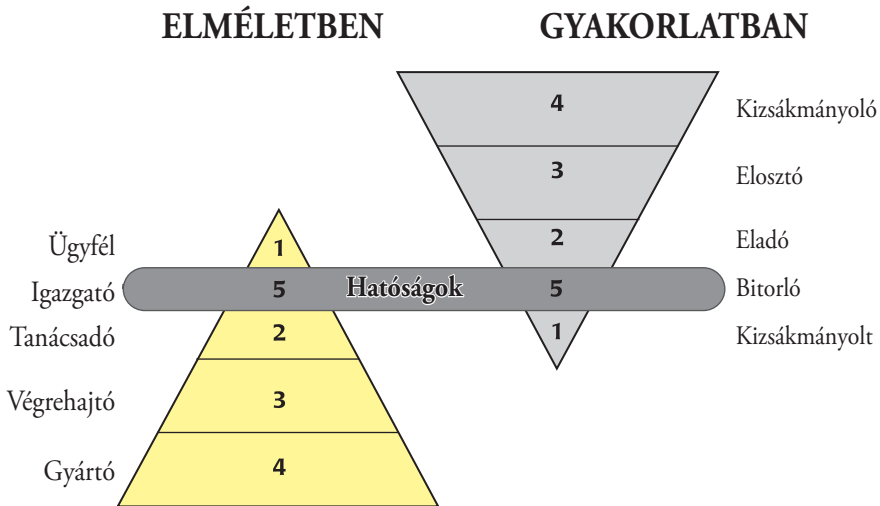 ELMÉLETBEN
GYAKORLATBAN
4
Kizsákmányoló
3
Elosztó
Ügyfél
1
2
Eladó
Igazgató
5
Hatóságok
5
Bitorló
Tanácsadó
2
1
Kizsákmányolt
Végrehajtó
3
Gyártó
4